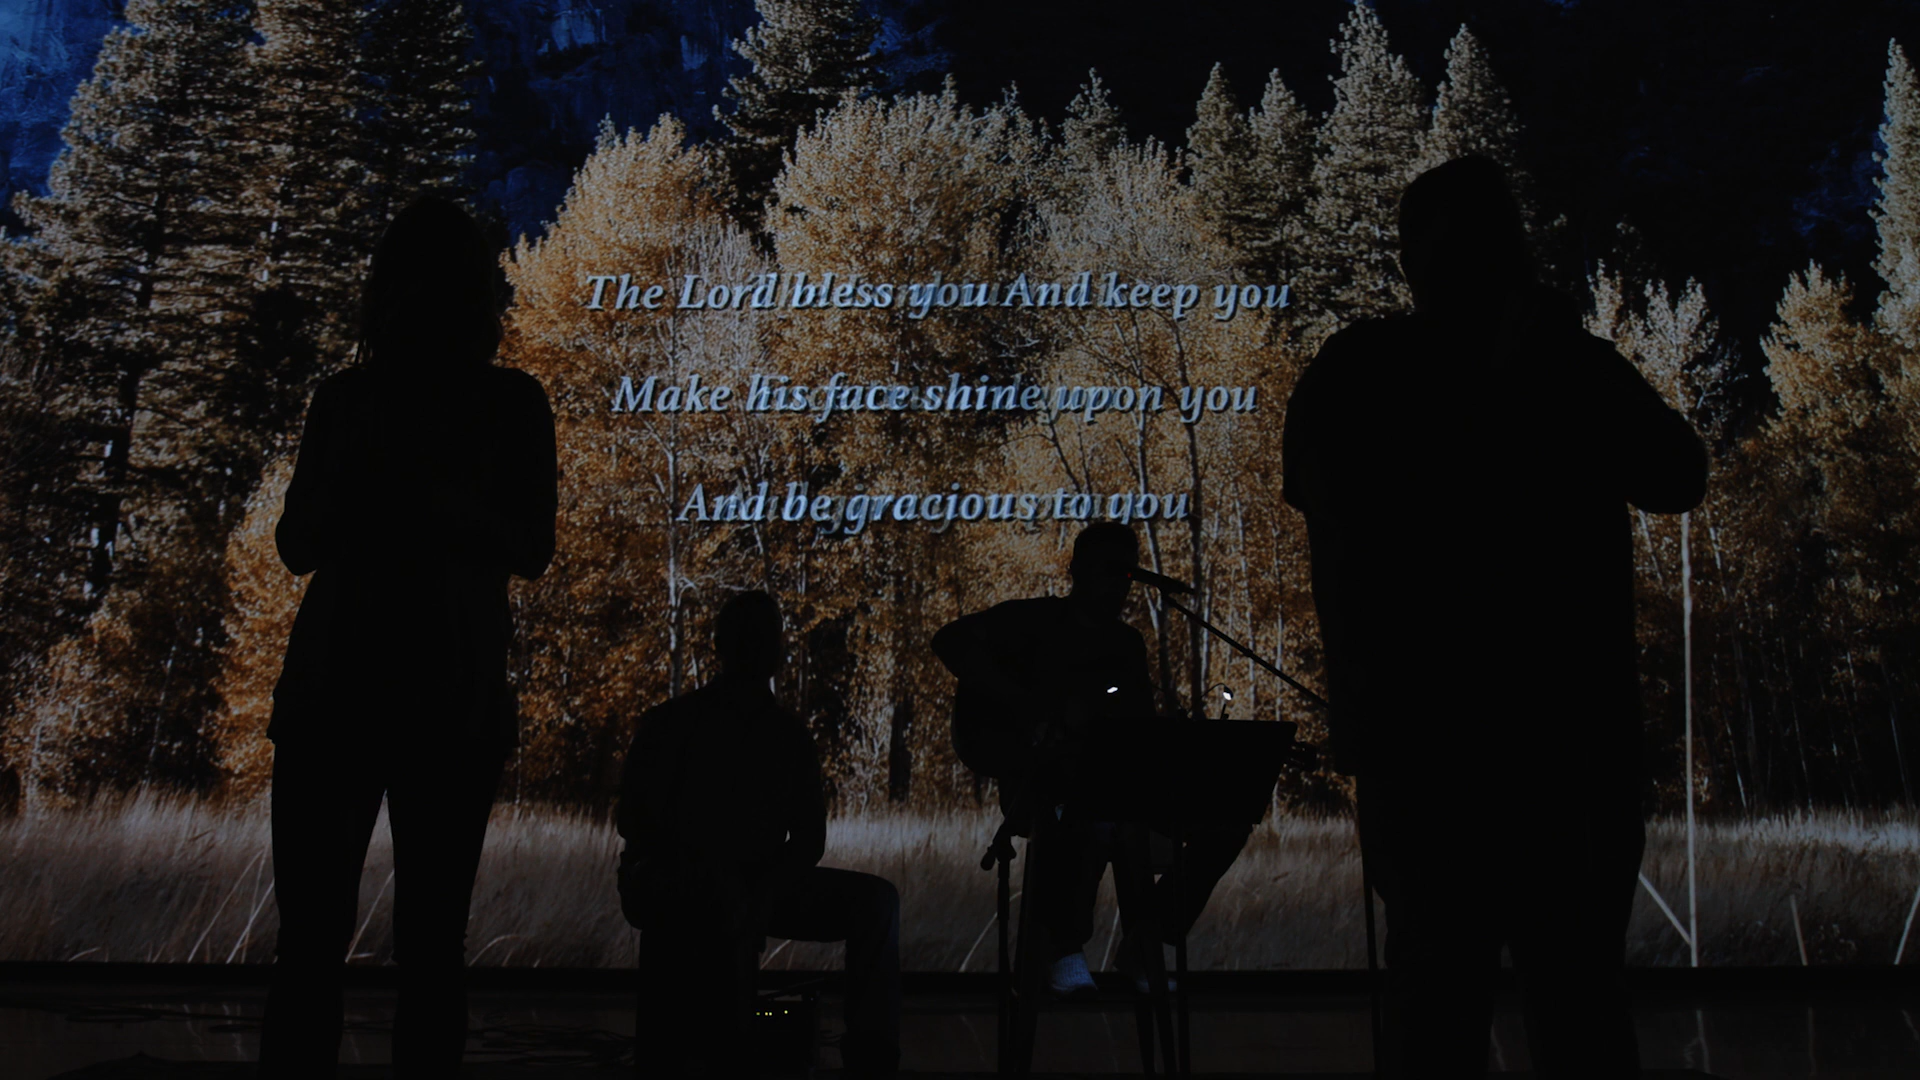 The Lord bless you And keep you
Make his face shine upon you
And be gracious to you